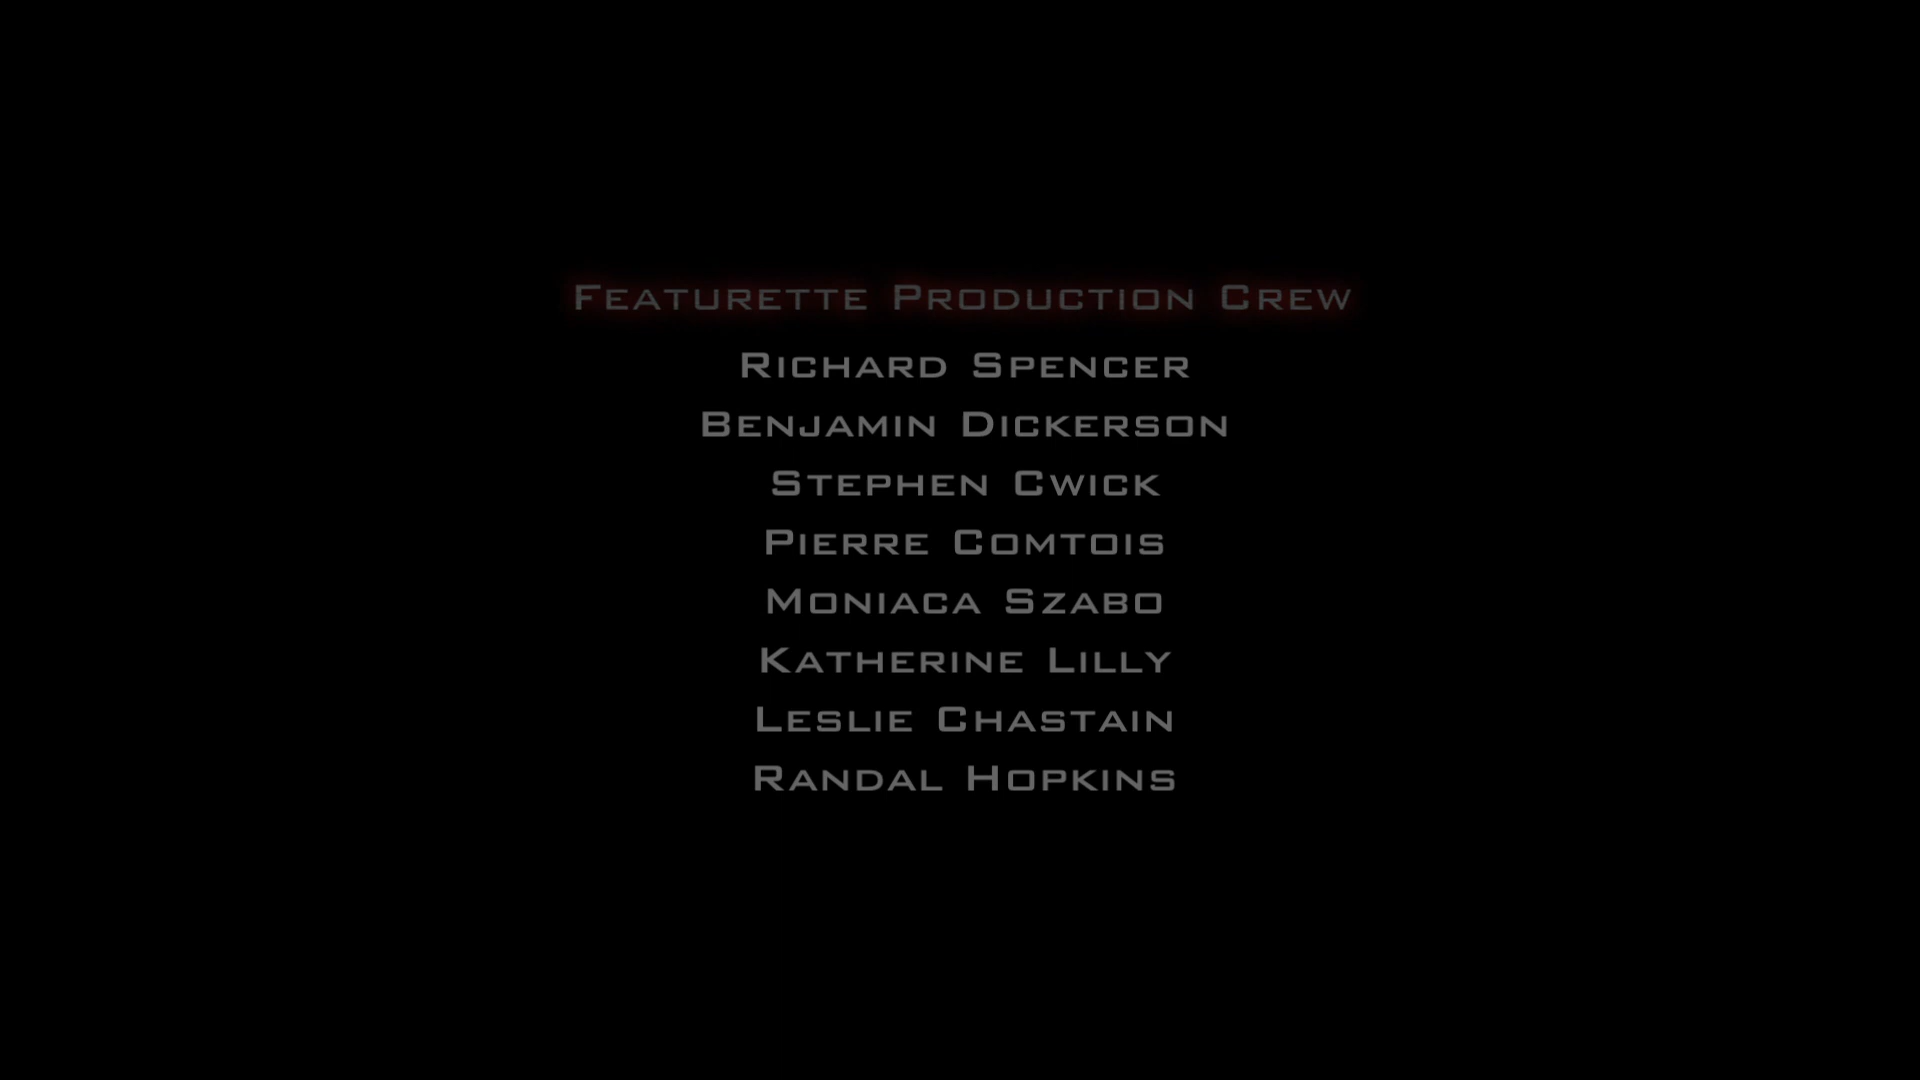 Featurette Production Crew
Richard Spencer
Benjamin Dickerson
Stephen Cwick
Pierre Comtois
Moniaca Szabo
Katherine Lilly
Leslie Chastain
Randal Hopkins